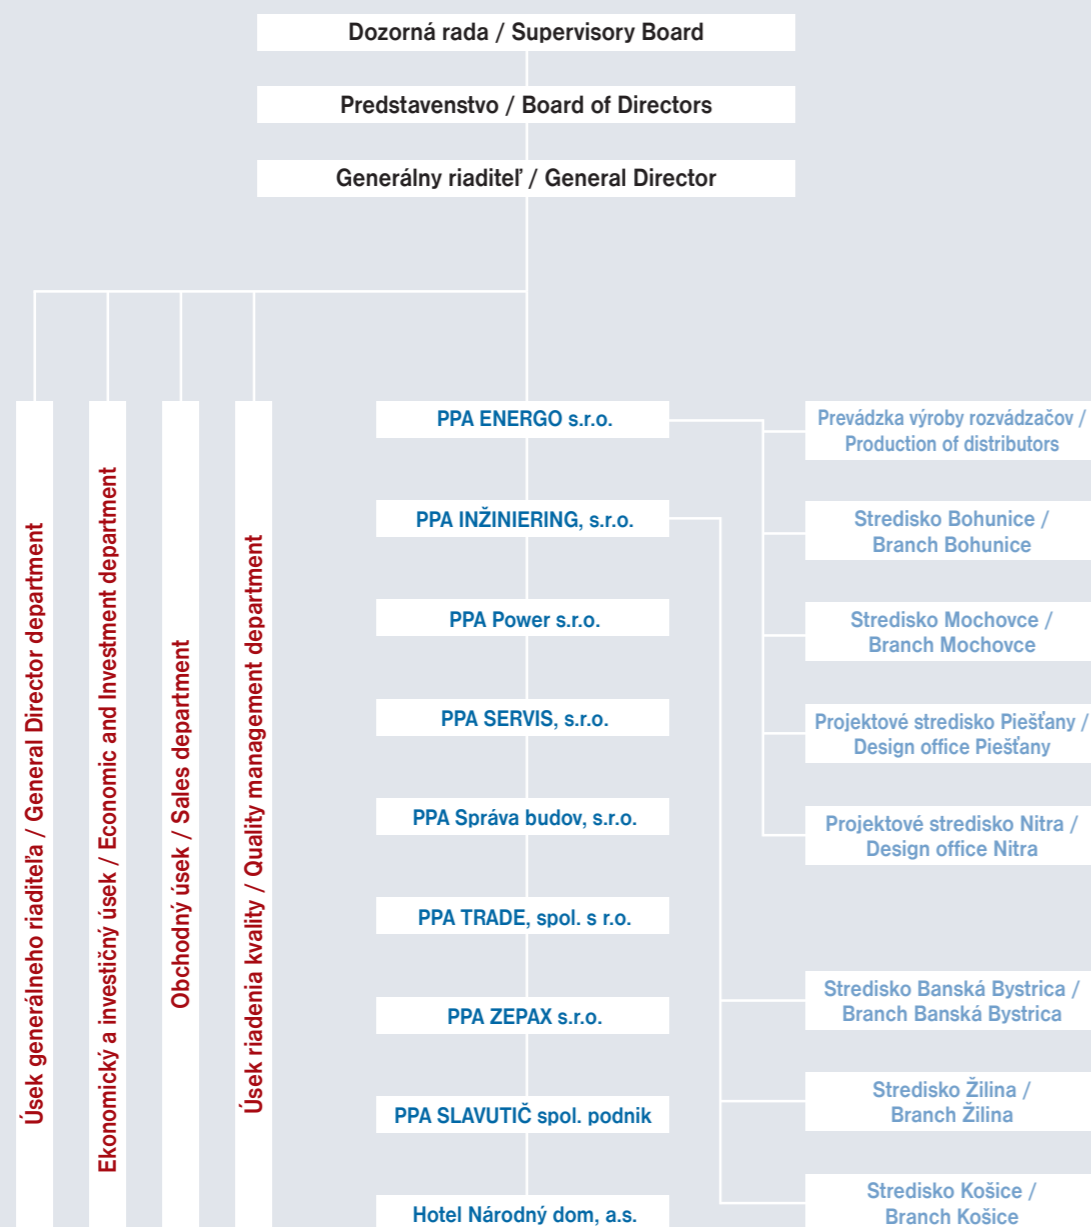 Dozorná rada / Supervisory Board
Predstavenstvo / Board of Directors
Generálny riaditeľ / General Director
Úsek generálneho riaditeľa / General Director department
Ekonomický a investičný úsek / Economic and Investment department
Obchodný úsek / Sales department
Úsek riadenia kvality / Quality management department
PPA ENERGO s.r.o.
PPA INŽINIERING, s.r.o.
PPA Power s.r.o.
PPA SERVIS, s.r.o.
PPA Správa budov, s.r.o.
PPA TRADE, spol. s r.o.
PPA ZEPAX s.r.o.
PPA SLAVUTIČ spol. podnik
Hotel Národný dom, a.s.
Prevádzka výroby rozvádzačov /
Production of distributors
Stredisko Bohunice /
Branch Bohunice
Stredisko Mochovce /
Branch Mochovce
Projektové stredisko Piešťany /
Design office Piešťany
Projektové stredisko Nitra /
Design office Nitra
Stredisko Banská Bystrica /
Branch Banská Bystrica
Stredisko Žilina /
Branch Žilina
Stredisko Košice /
Branch Košice